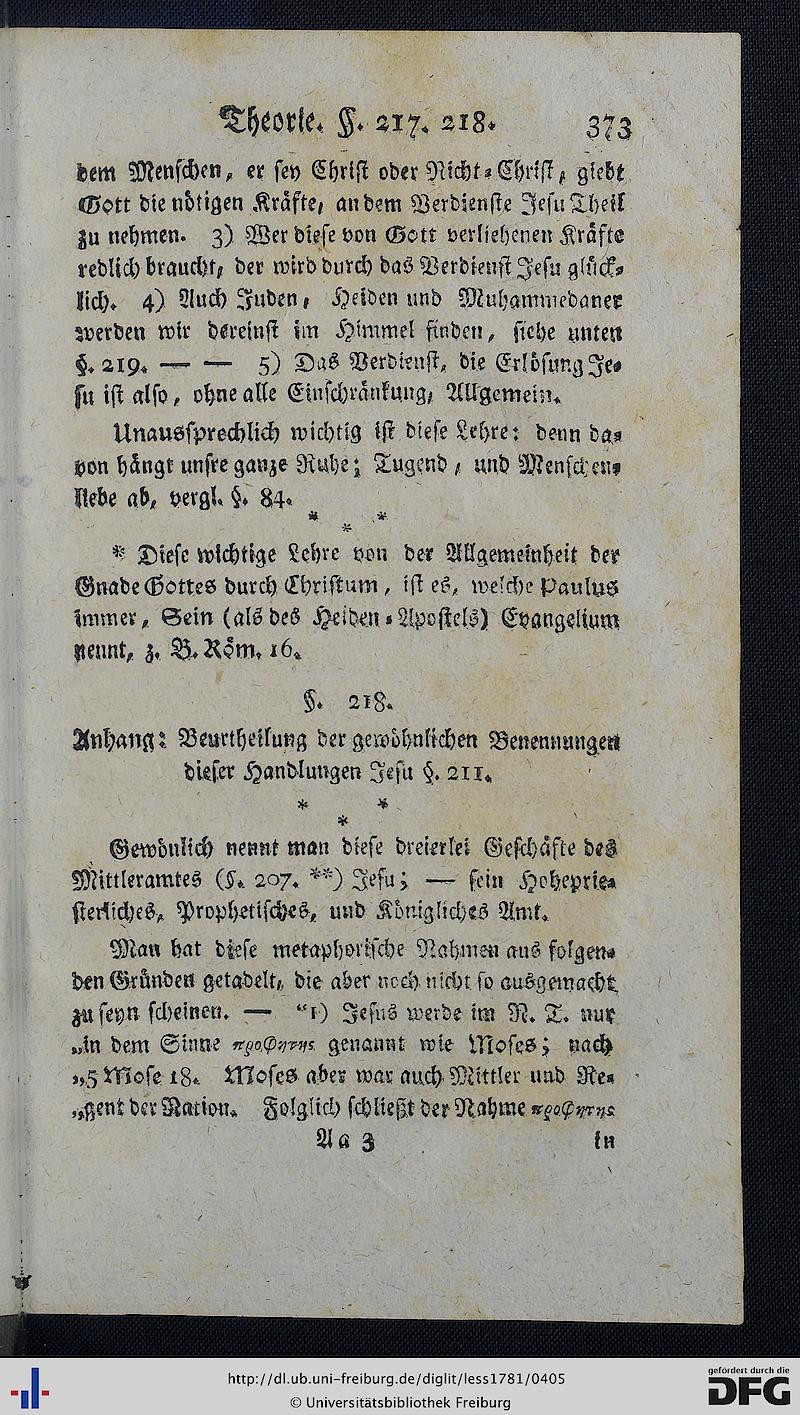 Theorie. §. 217. 218. 373
dem Menschen, er sey Christ oder Nicht-Christ, giebt
Gott die nötigen Kräfte, an dem Verdienste Jesu Theil
zu nehmen. 3) Wer diese von Gott verliehenen Kräfte
redlich braucht, der wird durch das Verdienst Jesu glück-
lich. 4) Auch Juden, Heiden und Muhammedaner
werden wir dereinst im Himmel finden, siehe unten
§. 219. — — 5) Das Verdienst, die Erlösung Je-
su ist also, ohne alle Einschränkung, Allgemein.
Unaussprechlich wichtig ist diese Lehre: denn da-
von hängt unsre ganze Ruhe; Tugend, und Menschen-
liebe ab, vergl. §. 84.
* * *
* Diese wichtige Lehre von der Allgemeinheit der
Gnade Gottes durch Christum, ist es, welche Paulus
immer, Sein (als des Heiden-Apostels) Evangelium
nennt, z. B. Röm. 16.
§. 218.
Anhang: Beurtheilung der gewöhnlichen Benennungen
dieser Handlungen Jesu §. 211.
* * *
Gewönlich nennt man diese dreierlei Geschäfte des
Mittleramtes (§. 207. **) Jesu; — sein Hoheprie-
sterliches, Prophetisches, und Königliches Amt.
Man hat diese metaphorische Nahmen aus folgen-
den Gründen getadelt, die aber noch nicht so ausgemacht
zu seyn scheinen. — “1) Jesus werde im N. T. nur
„in dem Sinne προφητης genannt wie Moses; nach
„5 Mose 18. Moses aber war auch Mittler und Re-
„gent der Nation. Folglich schließt der Nahme προφητης
Aa 3 in
http://dl.ub.uni-freiburg.de/diglit/less1781/0405
© Universitätsbibliothek Freiburg
gefördert durch die
DFG